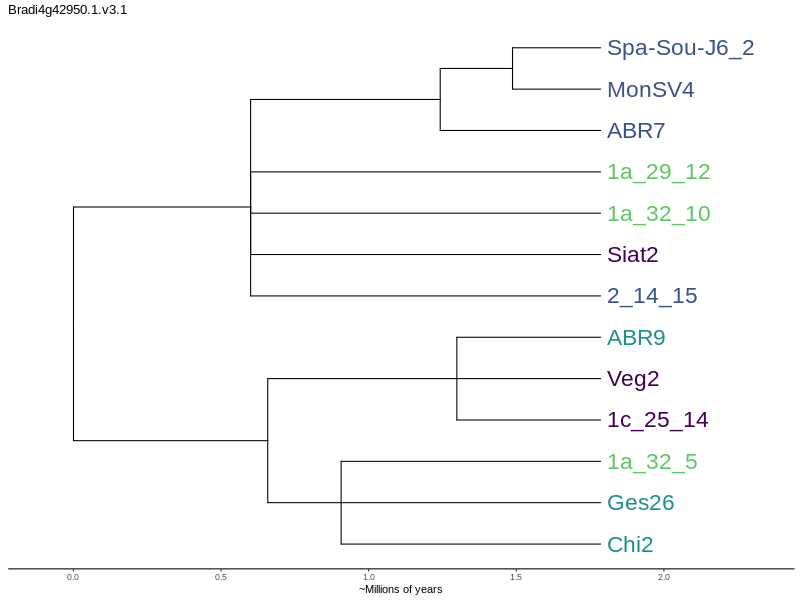 Bradi4g42950.1.v3.1
Spa-Sou-J6_2
MonSV4
ABR7
1a_29_12
1a_32_10
Siat2
2_14_15
ABR9
Veg2
1c_25_14
1a_32_5
Ges26
Chi2
0.0 0.5 1.0 1.5 2.0
~Millions of years